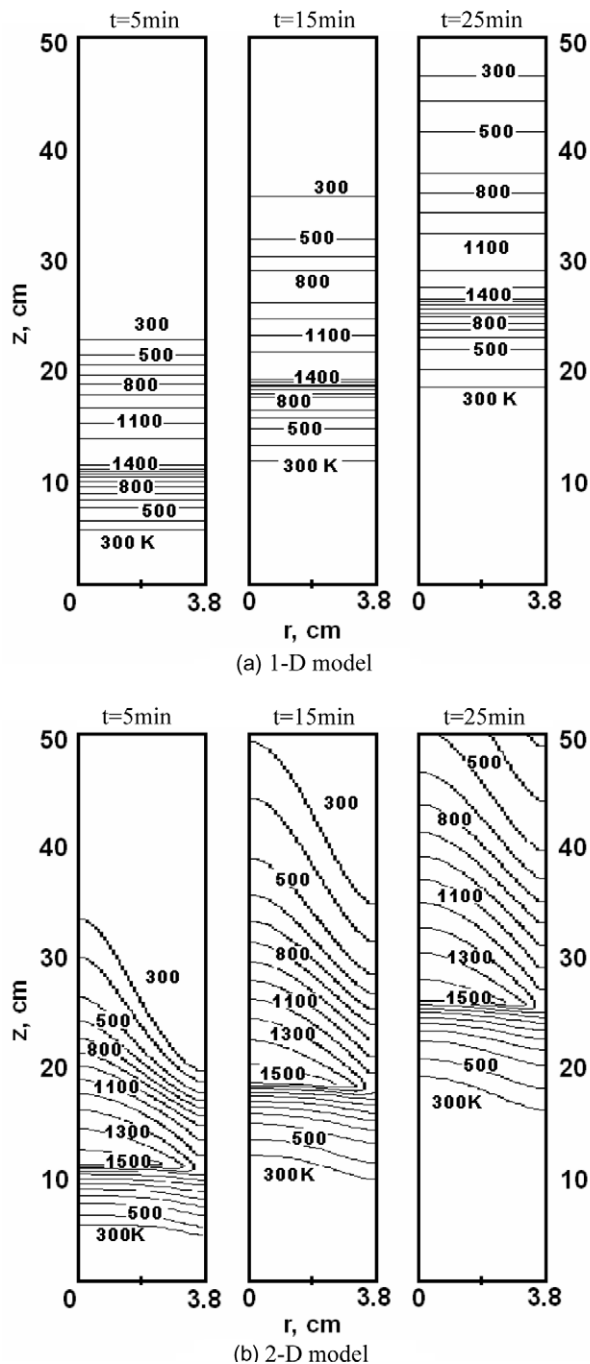 t=5min t=15min t=25min
50 50
300
500
40 40
300 800
500 1100
30 30
800 1400
z, cm
300 1100 800
500 500
20 20
800 1400 300 K
800
1100 500
1400 300 K
10 10
800
500
300 K
0 3.8 0 3.8 0 3.8
r, cm
(a) 1-D model
t=5min t=15min t=25min
50 50
500
300 800
40 40
500 1100
300 800 1300
30 30
z, cm
500 1100 1500
800 1300
20 20
1100 1500 500
1300 300K
500
1500 300K
10 10
500
300K
0 3.8 0 3.8 0 3.8
r, cm
(b) 2-D model